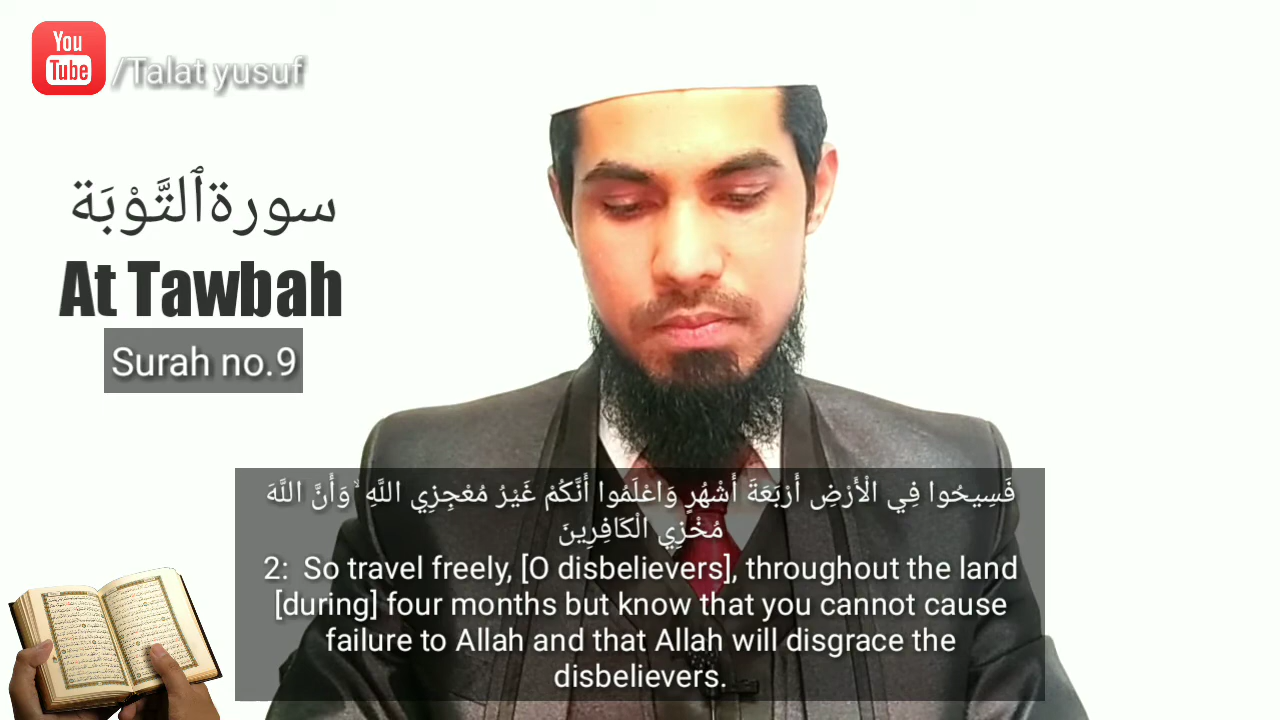 You
Tube
/Talat yusuf
سورةٱلتَّوْبَة
At Tawbah
Surah no.9
فَسِيحُوا فِي الْأَرْضِ أَرْبَعَةَ أَشْهُرٍ وَاعْلَمُوا أَنَّكُمْ غَيْرُ مُعْجِزِي اللَّهِ ۙ وَأَنَّ اللَّهَ
مُخْزِي الْكَافِرِينَ
2: So travel freely, [O disbelievers], throughout the land
[during] four months but know that you cannot cause
failure to Allah and that Allah will disgrace the
disbelievers.